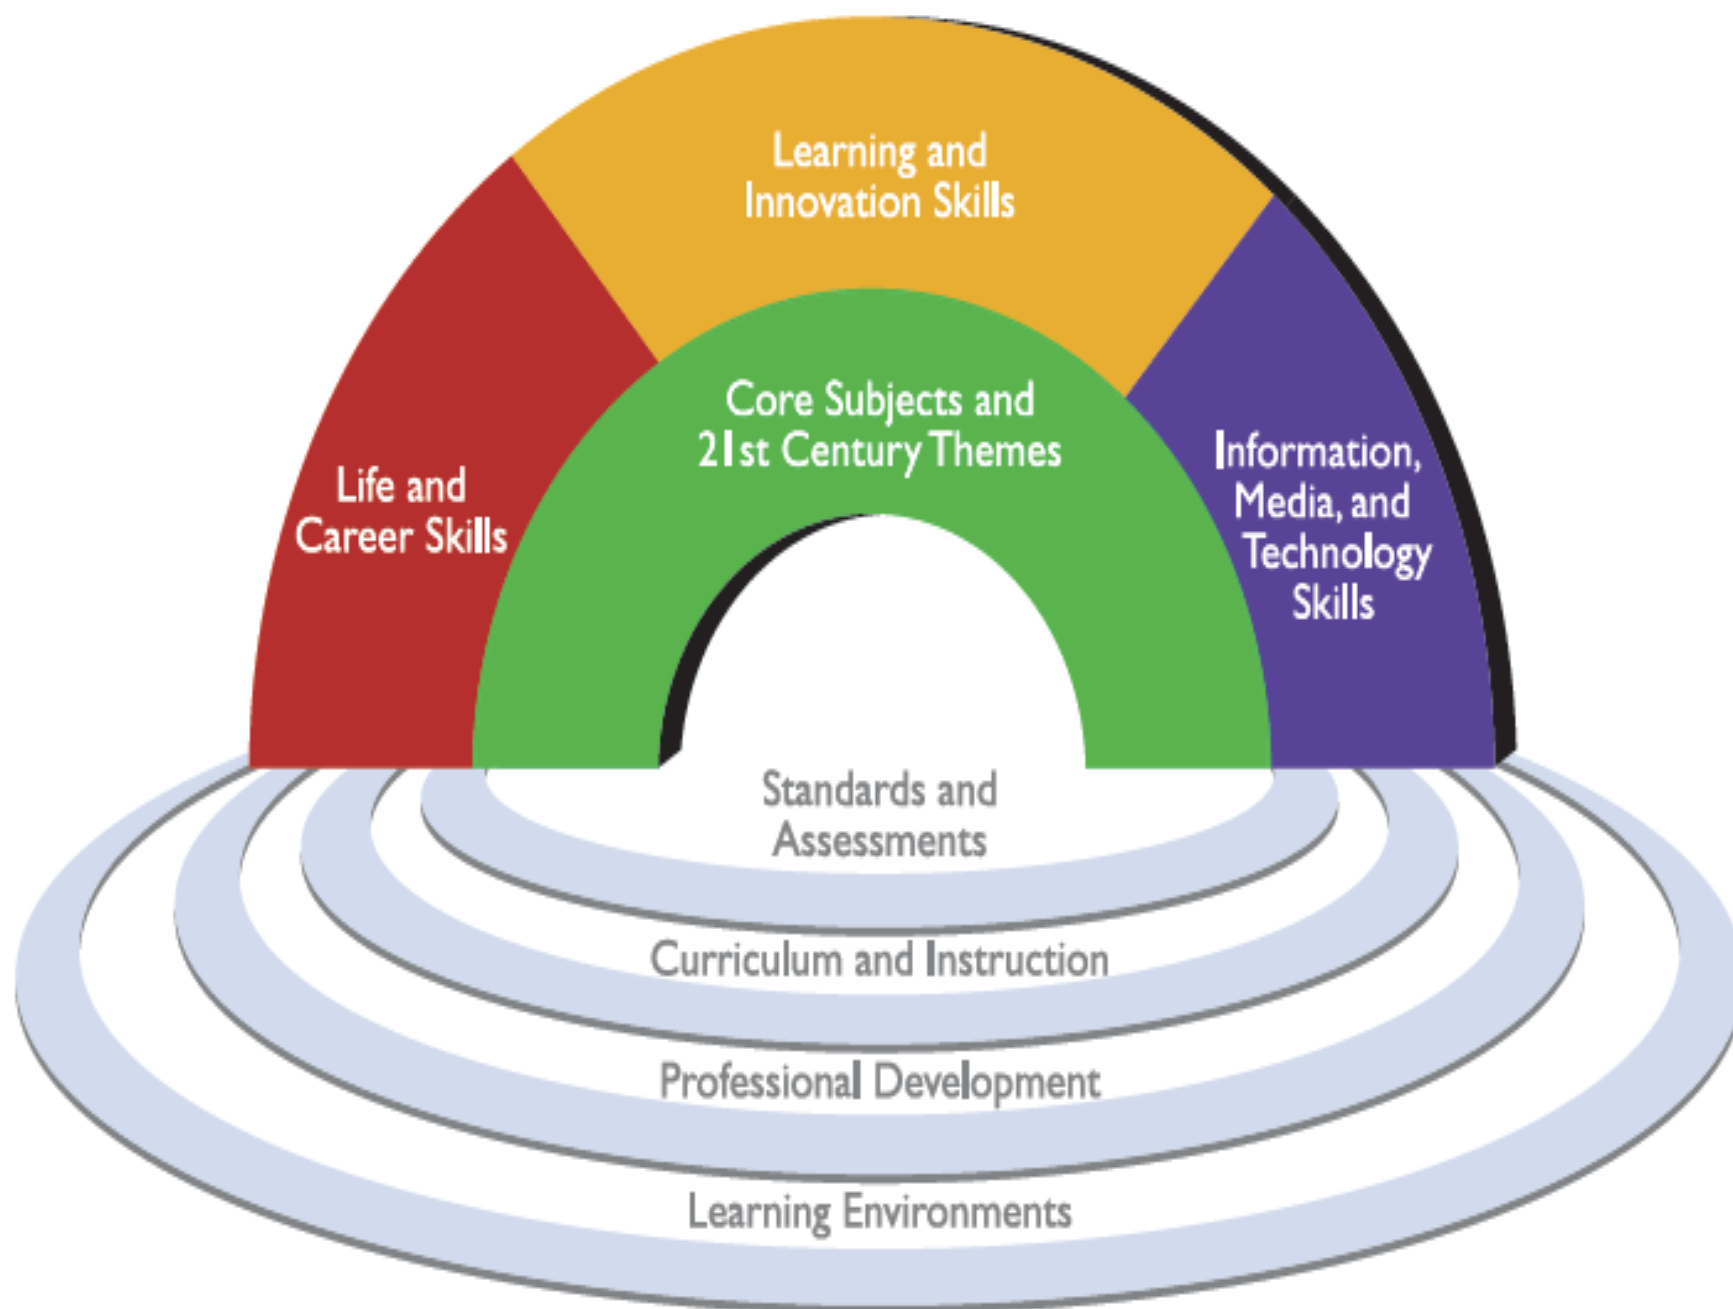 Learning and
Innovation Skills
Core Subjects and
21st Century Themes
Life and
Career Skills
Information,
Media, and
Technology
Skills
Standards and
Assessments
Curriculum and Instruction
Professional Development
Learning Environments